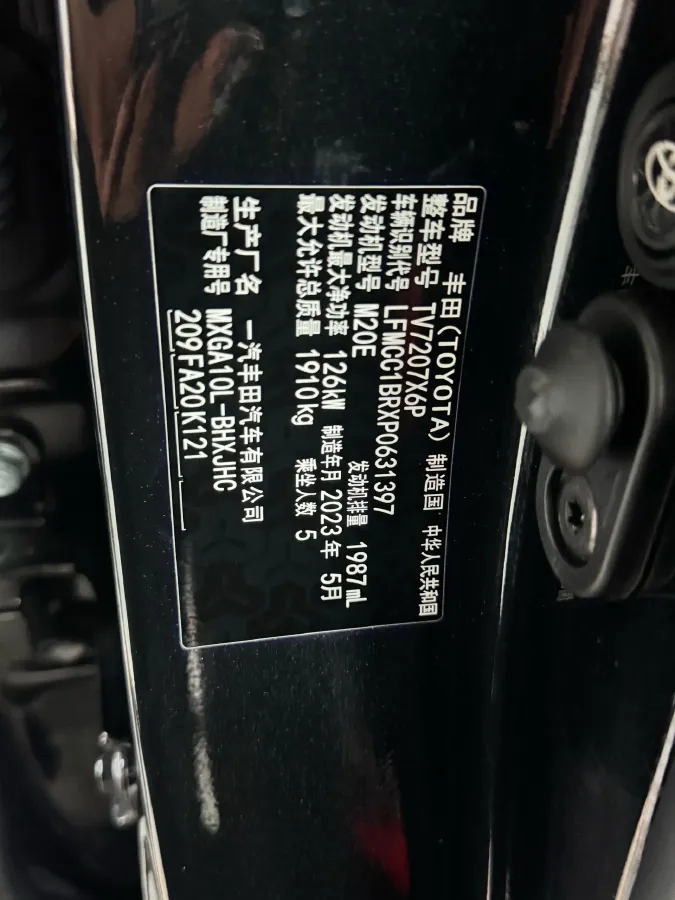 品牌 丰田(TOYOTA) 制造国 中华人民共和国
整车型号 TV7207X6P
车辆识别代号 LFMCC1BRXP0631397
发动机型号 M20E 发动机排量 1987mL
发动机最大净功率 126kW 制造年月 2023年 5月
最大允许总质量 1910kg 乘坐人数 5
生产厂名 一汽丰田汽车有限公司
制造厂专用号 MXGA10L-BHXJHC
209FA20K121
丰